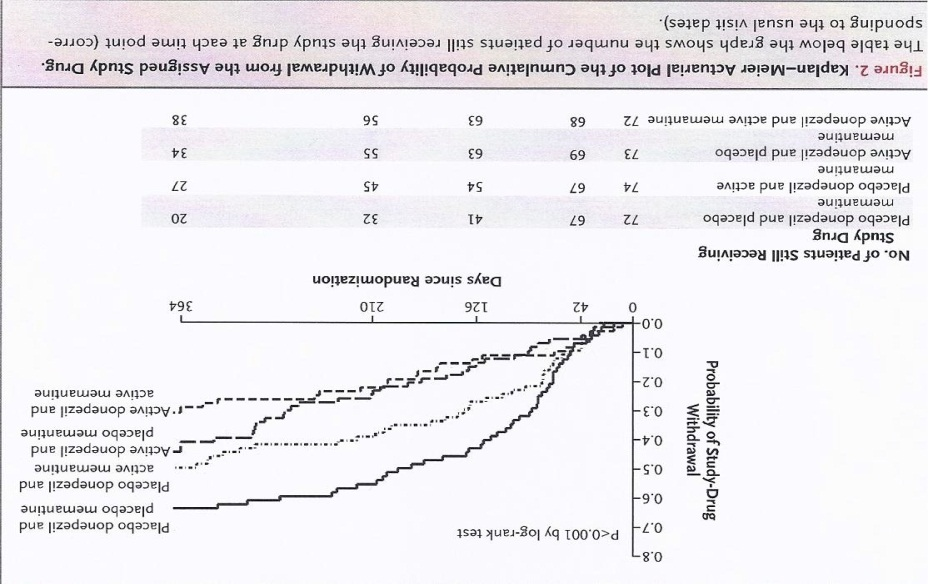 0.8
0.7
0.6
0.5
0.4
0.3
0.2
0.1
0.0
Probability of Study-Drug
Withdrawal
P<0.001 by log-rank test
Placebo donepezil and
placebo memantine
Placebo donepezil and
active memantine
Active donepezil and
placebo memantine
Active donepezil and
active memantine
0 42 126 210 364
Days since Randomization
No. of Patients Still Receiving
Study Drug
Placebo donepezil and placebo 72 67 41 32 20
memantine
Placebo donepezil and active 74 67 54 45 27
memantine
Active donepezil and placebo 73 69 63 55 34
memantine
Active donepezil and active memantine 72 68 63 56 38
Figure 2. Kaplan–Meier Actuarial Plot of the Cumulative Probability of Withdrawal from the Assigned Study Drug.
The table below the graph shows the number of patients still receiving the study drug at each time point (corre-
sponding to the usual visit dates).